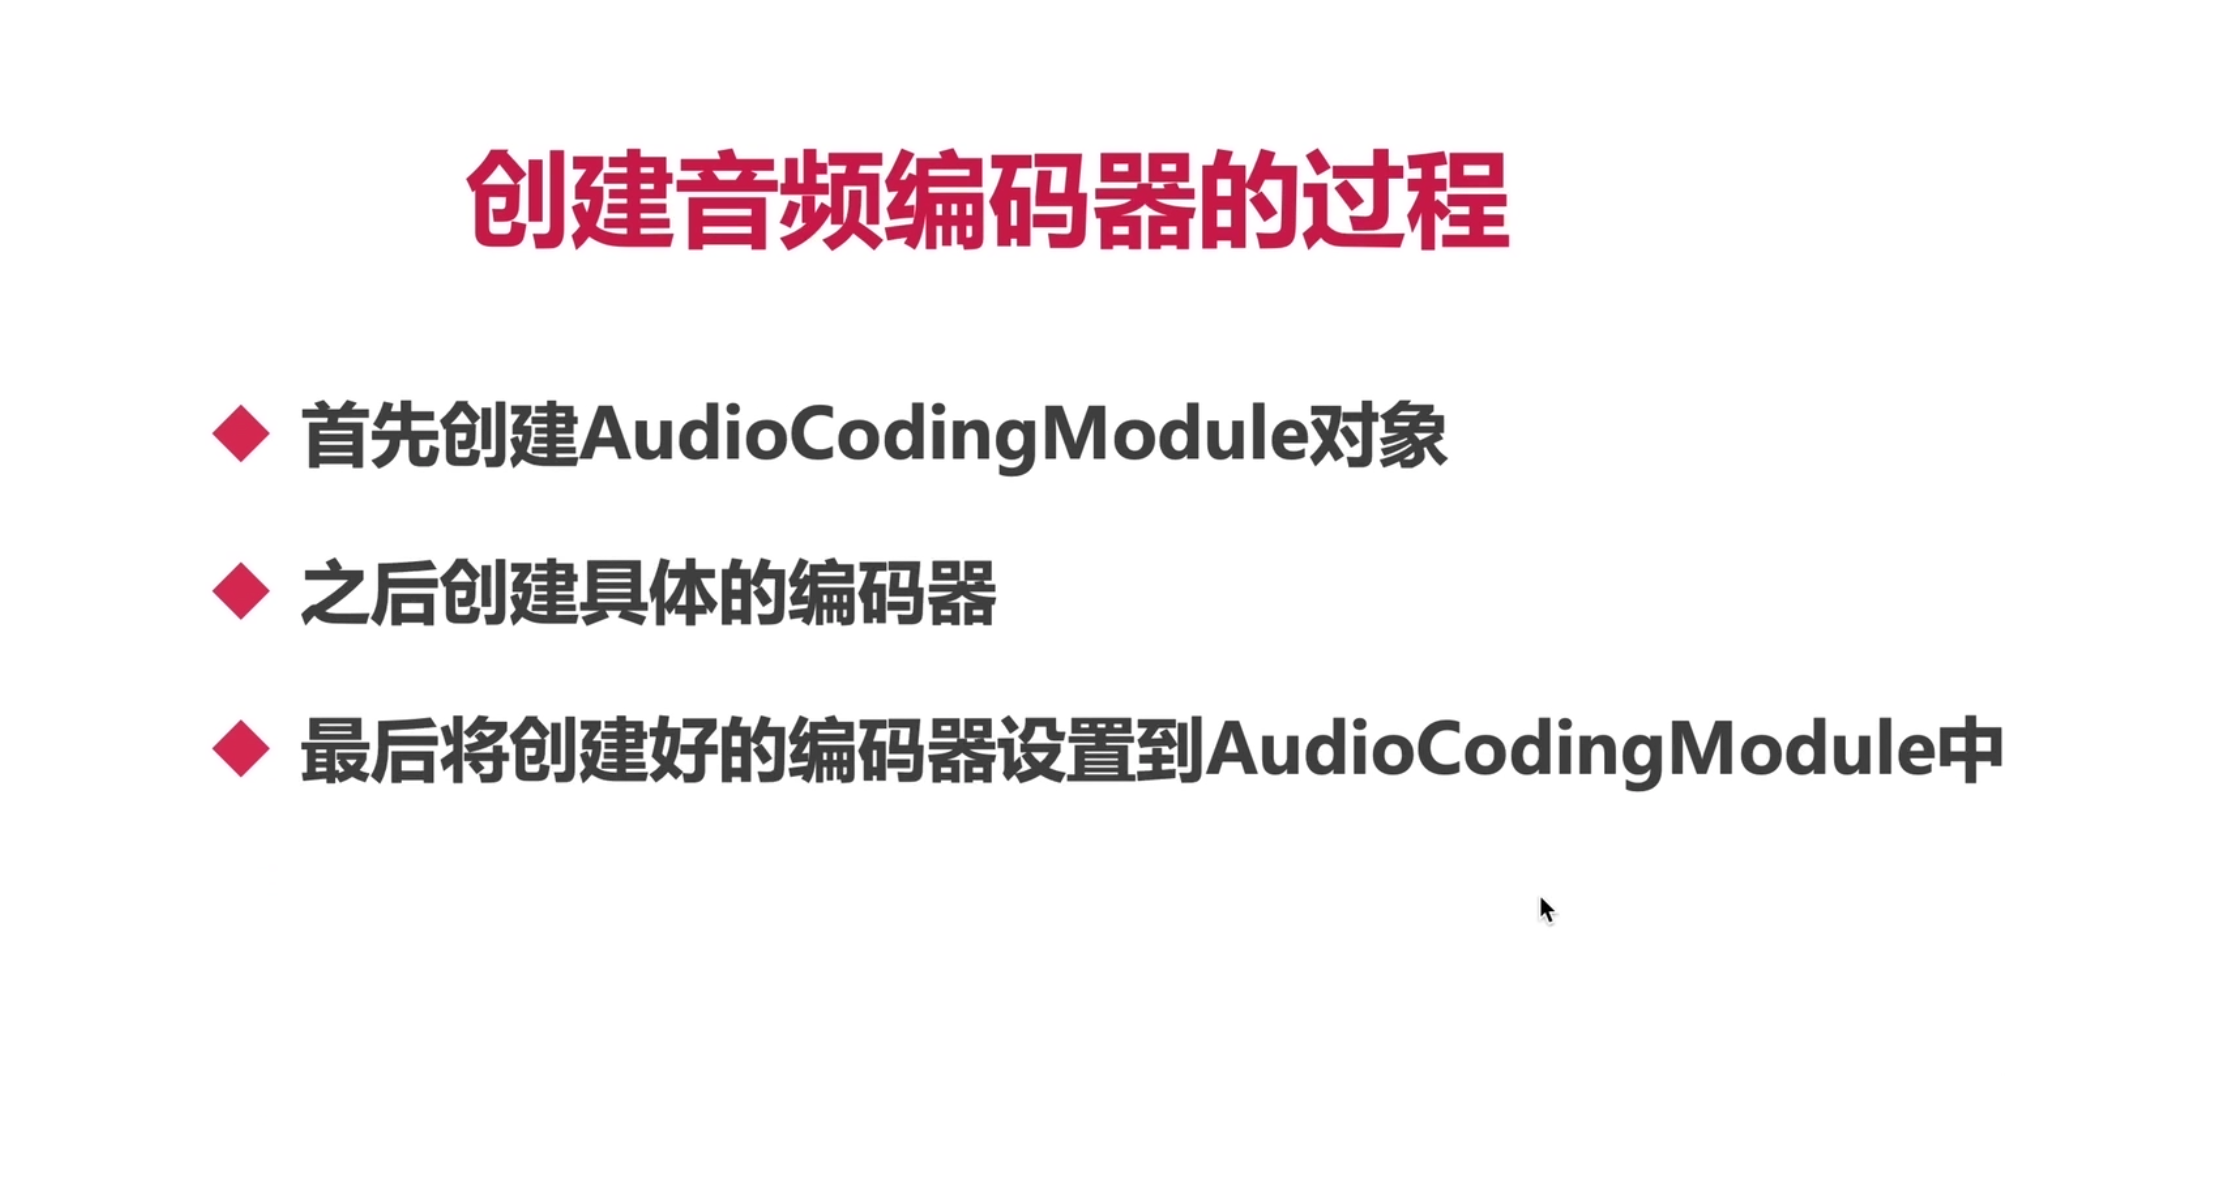 创建音频编码器的过程
首先创建AudioCodingModule对象
之后创建具体的编码器
最后将创建好的编码器设置到AudioCodingModule中